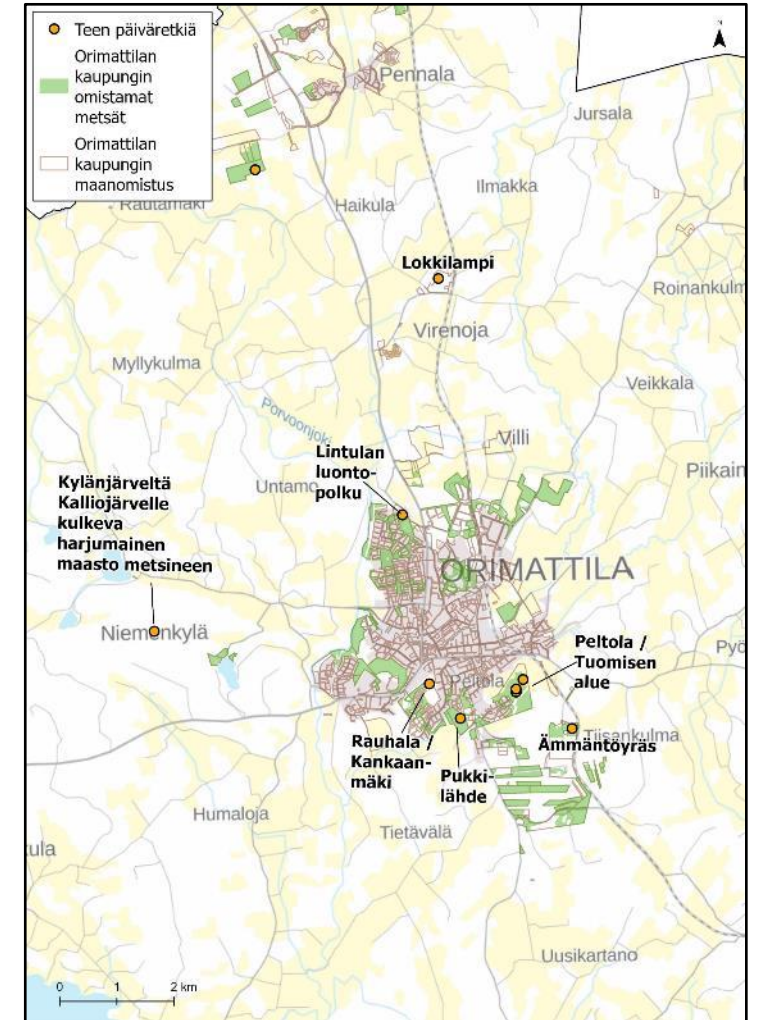 Teen päiväretkiä
Orimattilan
kaupungin
omistamat
metsät
Orimattilan
kaupungin
maanomistus
N
Pennala
Jursala
Rautamäki
Haikula
Ilmakka
Lokkilampi
Roinankulm
Virenoja
Myllykulma
Veikkala
Porvoonjoki
Villi
Lintulan
luonto-
polku
Untamo
Piikain
Kylänjärveltä
Kalliojärvelle
kulkeva
harjumainen
maasto metsineen
ORIMATTILA
Niemenkylä
Peltola /
Tuomisen
alue
Pyö
Peltola
Tiisankulma
Ämmäntöyräs
Rauhala /
Kankaan-
mäki
Pukki-
lähde
Humaloja
Tietävälä
ula
Uusikartano
0 1 2 km